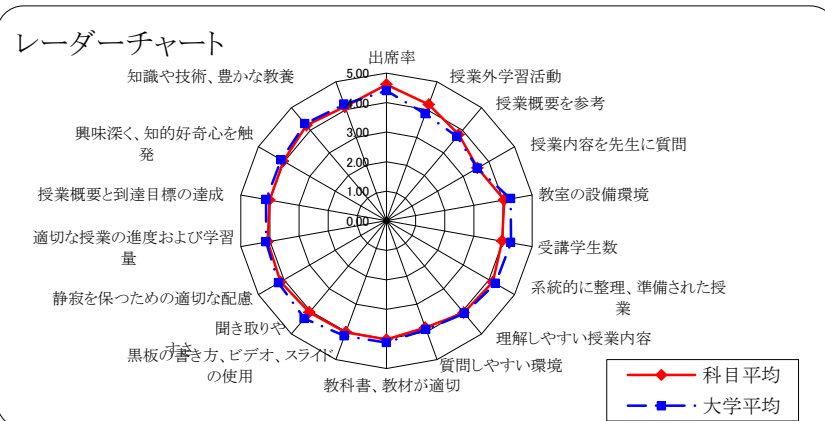 レーダーチャート
出席率
授業外学習活動
授業概要を参考
授業内容を先生に質問
教室の設備環境
受講学生数
系統的に整理、準備された授
業
理解しやすい授業内容
質問しやすい環境
教科書、教材が適切
黒板の書き方、ビデオ、スライド
の使用
聞き取りや
すさ
静寂を保つための適切な配慮
適切な授業の進度および学習
量
授業概要と到達目標の達成
興味深く、知的好奇心を触
発
知識や技術、豊かな教養
5.00
4.00
3.00
2.00
1.00
0.00
科目平均
大学平均